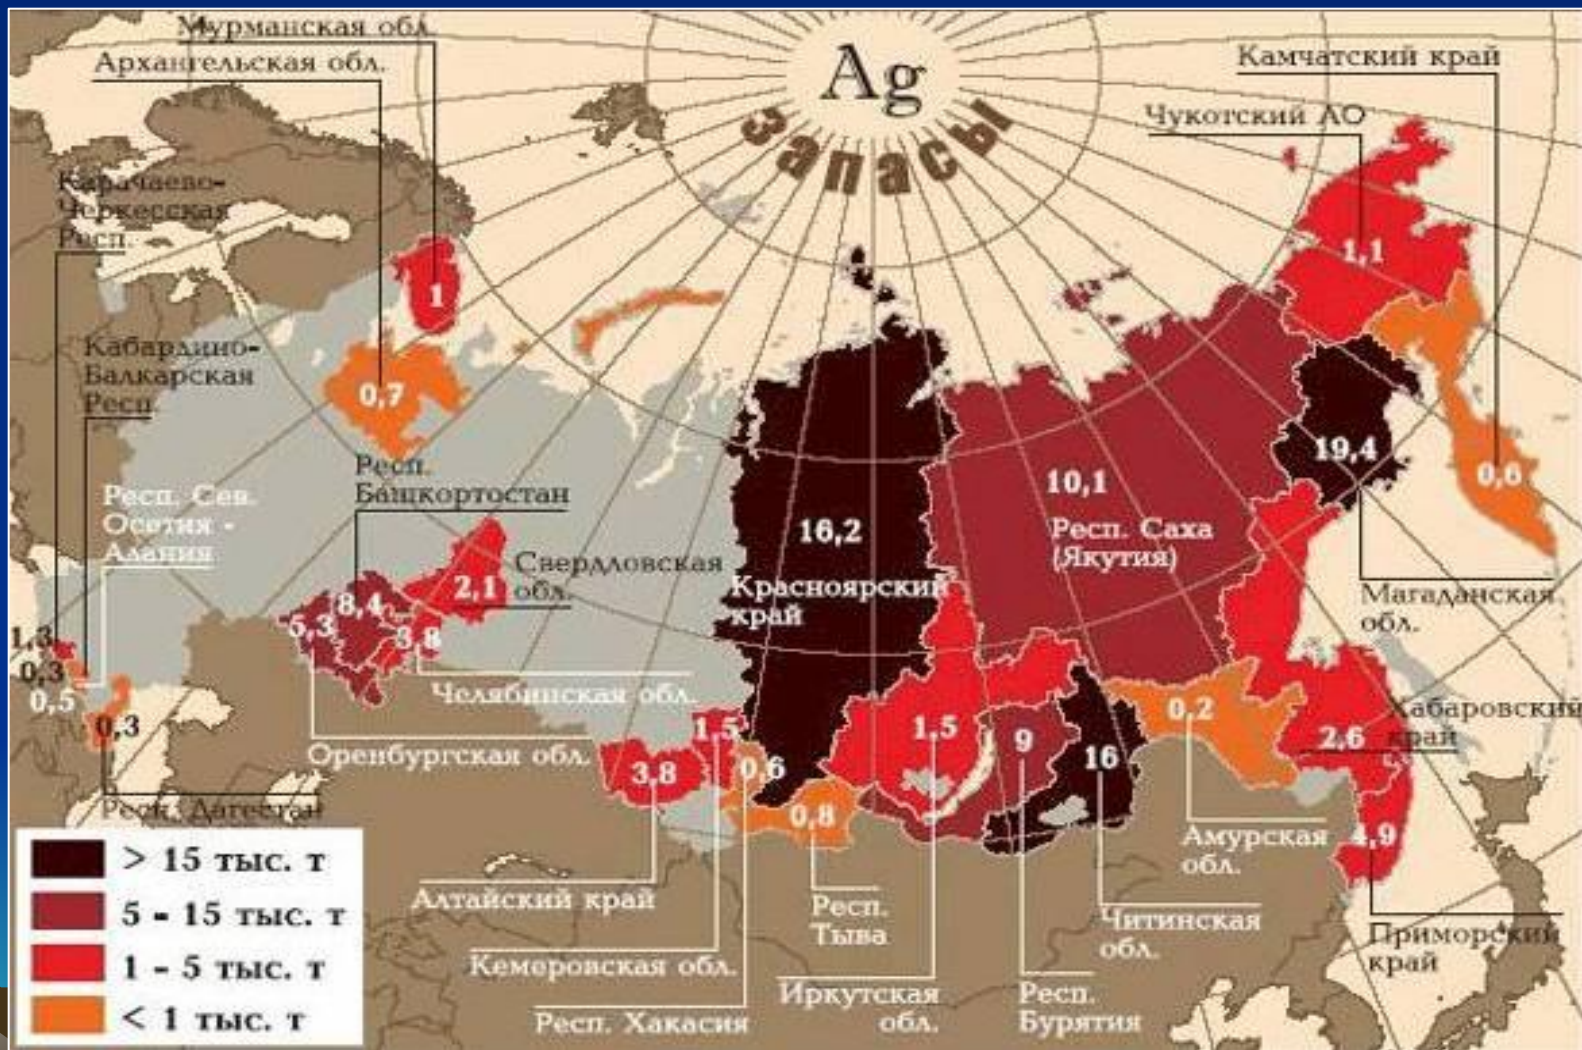 Мурманская обл.
Архангельская обл.
Ag
запасы
Камчатский край
Чукотский АО
Карачаево-
Черкесская
Респ.
1,1
1
Кабардино-
Балкарская
Респ.
0,7
19,4
0,6
Респ.
Башкортостан
Респ. Сев.
Осетия -
Алания
10,1
Респ. Саха
(Якутия)
16,2
Красноярский
край
Свердловская
обл.
2,1
8,4
5,3
3,8
Магаданская
обл.
1,3
0,3
0,5
0,3
Челябинская обл.
Оренбургская обл.
Респ. Дагестан
1,5
3,8
0,6
0,8
1,5
9
16
0,2
2,6
Хабаровский
край
4,9
Амурская
обл.
> 15 тыс. т
5 - 15 тыс. т
1 - 5 тыс. т
< 1 тыс. т
Алтайский край
Респ.
Тыва
Читинская
обл.
Приморский
край
Кемеровская обл.
Иркутская
обл.
Респ.
Бурятия
Респ. Хакасия